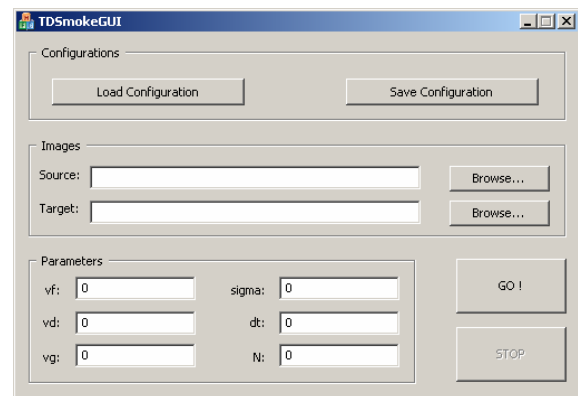 TDSmokeGUI
Configurations
Load Configuration Save Configuration
Images
Source: Browse...
Target: Browse...
Parameters
vf: 0 sigma: 0 GO !
vd: 0 dt: 0
vg: 0 N: 0 STOP